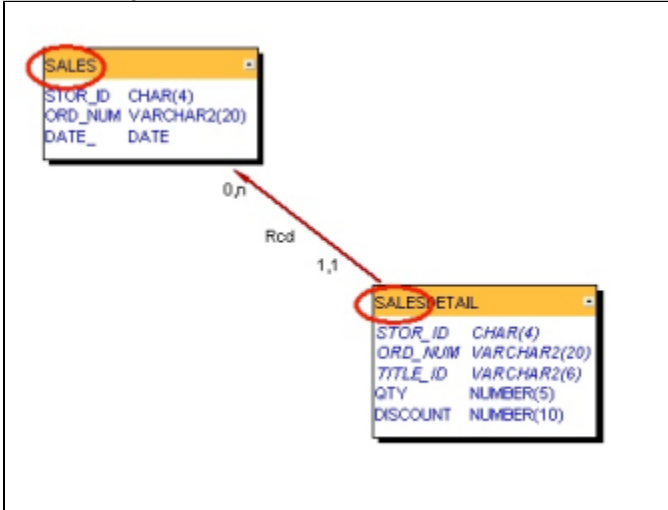 SALES
STOR_ID CHAR(4)
ORD_NUM VARCHAR2(20)
DATE_ DATE
0,n
Rcd
1,1
SALESDETAIL
STOR_ID CHAR(4)
ORD_NUM VARCHAR2(20)
TITLE_ID VARCHAR2(6)
QTY NUMBER(5)
DISCOUNT NUMBER(10)